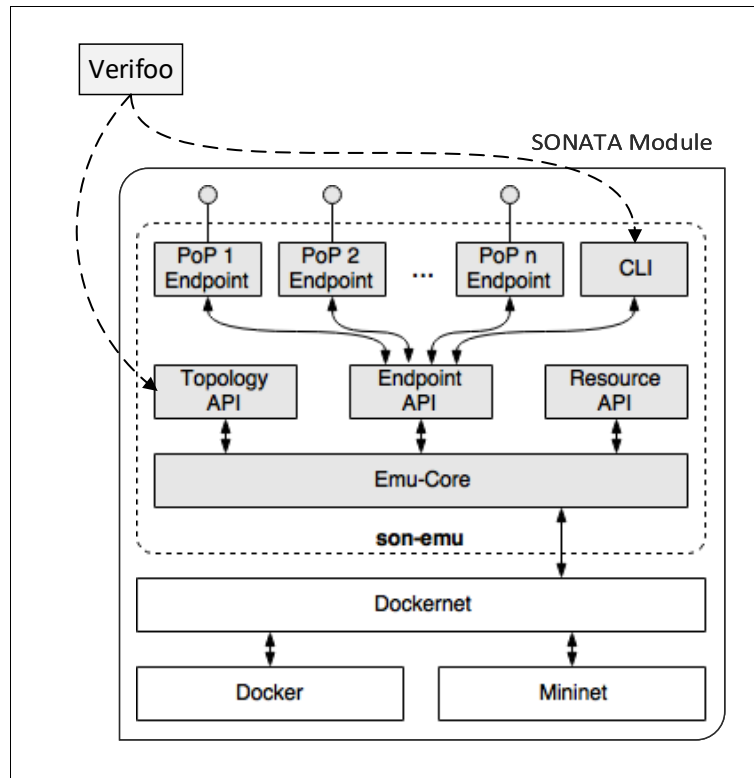 Verifoo
SONATA Module
PoP 1
Endpoint
PoP 2
Endpoint
...
PoP n
Endpoint
CLI
Topology
API
Endpoint
API
Resource
API
Emu-Core
son-emu
Dockernet
Docker
Mininet